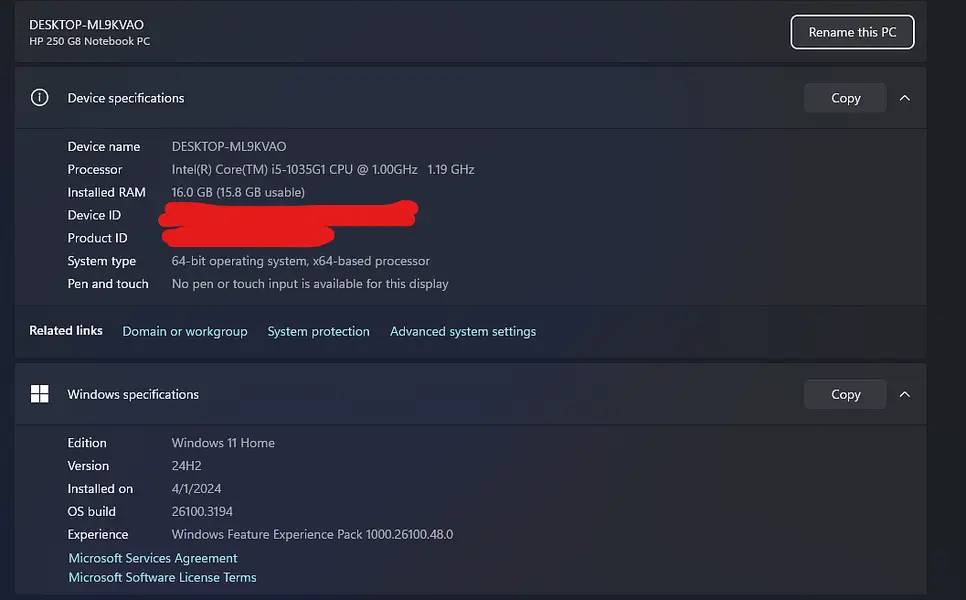 DESKTOP-ML9KVAO
HP 250 G8 Notebook PC
Rename this PC
Device specifications
Copy
Device name DESKTOP-ML9KVAO
Processor Intel(R) Core(TM) i5-1035G1 CPU @ 1.00GHz 1.19 GHz
Installed RAM 16.0 GB (15.8 GB usable)
Device ID
Product ID
System type 64-bit operating system, x64-based processor
Pen and touch No pen or touch input is available for this display
Related links Domain or workgroup System protection Advanced system settings
Windows specifications
Copy
Edition Windows 11 Home
Version 24H2
Installed on 4/1/2024
OS build 26100.3194
Experience Windows Feature Experience Pack 1000.26100.48.0
Microsoft Services Agreement
Microsoft Software License Terms